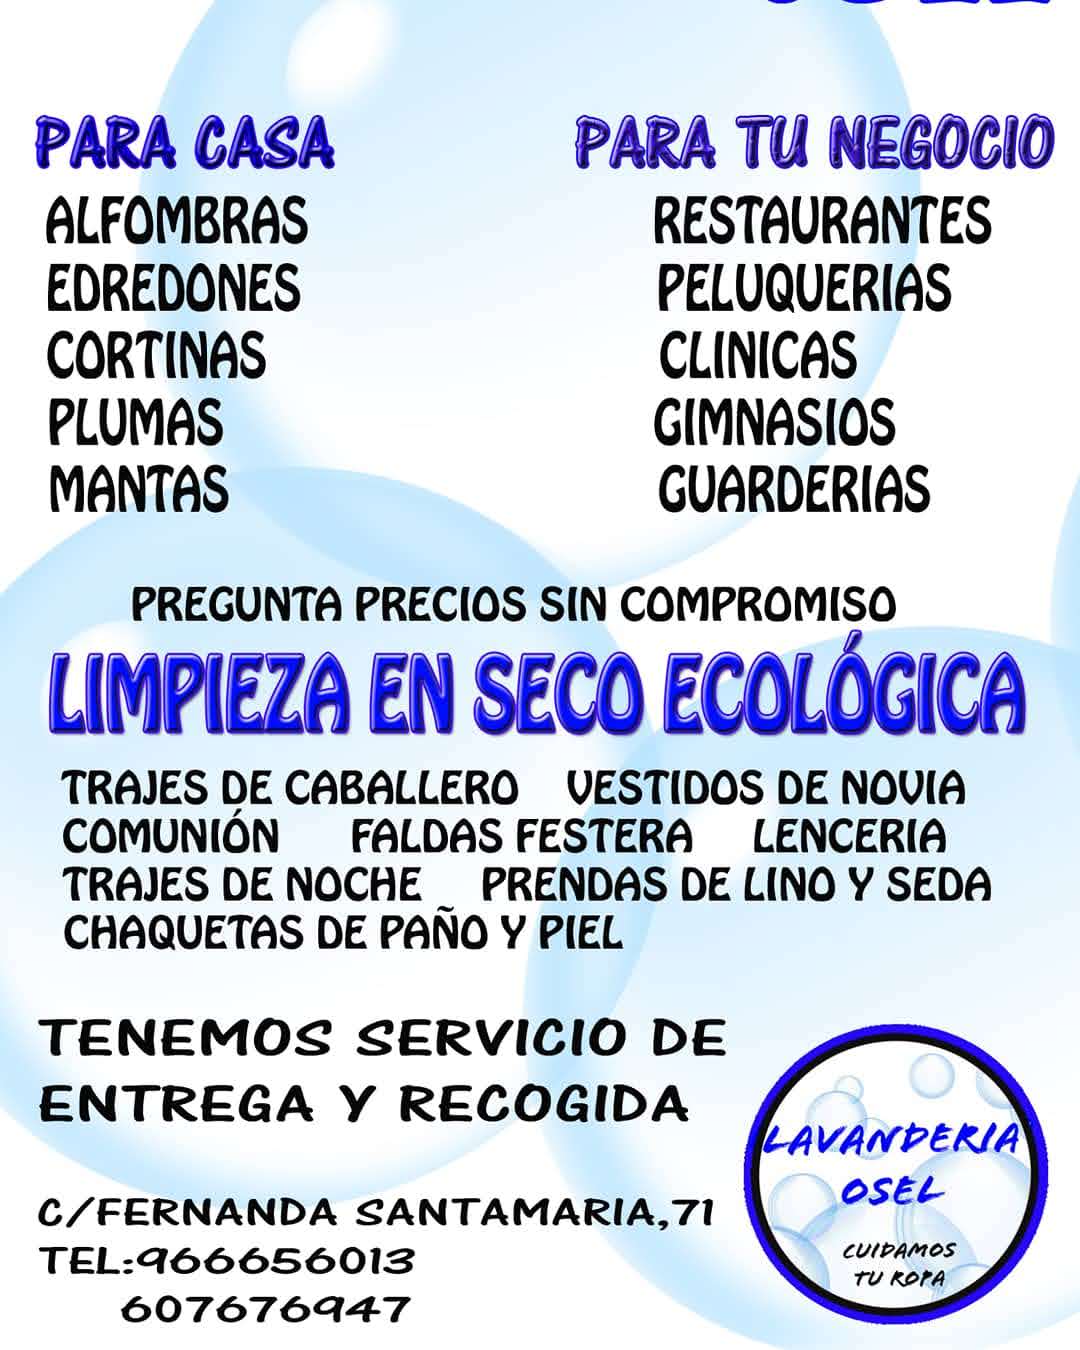 PARA CASA
ALFOMBRAS
EDREDONES
CORTINAS
PLUMAS
MANTAS
PARA TU NEGOCIO
RESTAURANTES
PELUQUERIAS
CLINICAS
GIMNASIOS
GUARDERIAS
PREGUNTA PRECIOS SIN COMPROMISO
LIMPIEZA EN SECO ECOLÓGICA
TRAJES DE CABALLERO VESTIDOS DE NOVIA
COMUNIÓN FALDAS FESTERA LENCERIA
TRAJES DE NOCHE PRENDAS DE LINO Y SEDA
CHAQUETAS DE PAÑO Y PIEL
TENEMOS SERVICIO DE
ENTREGA Y RECOGIDA
C/FERNANDA SANTAMARIA,71
TEL:966656013
607676947
LAVANDERIA
OSEL
CUIDAMOS
TU ROPA